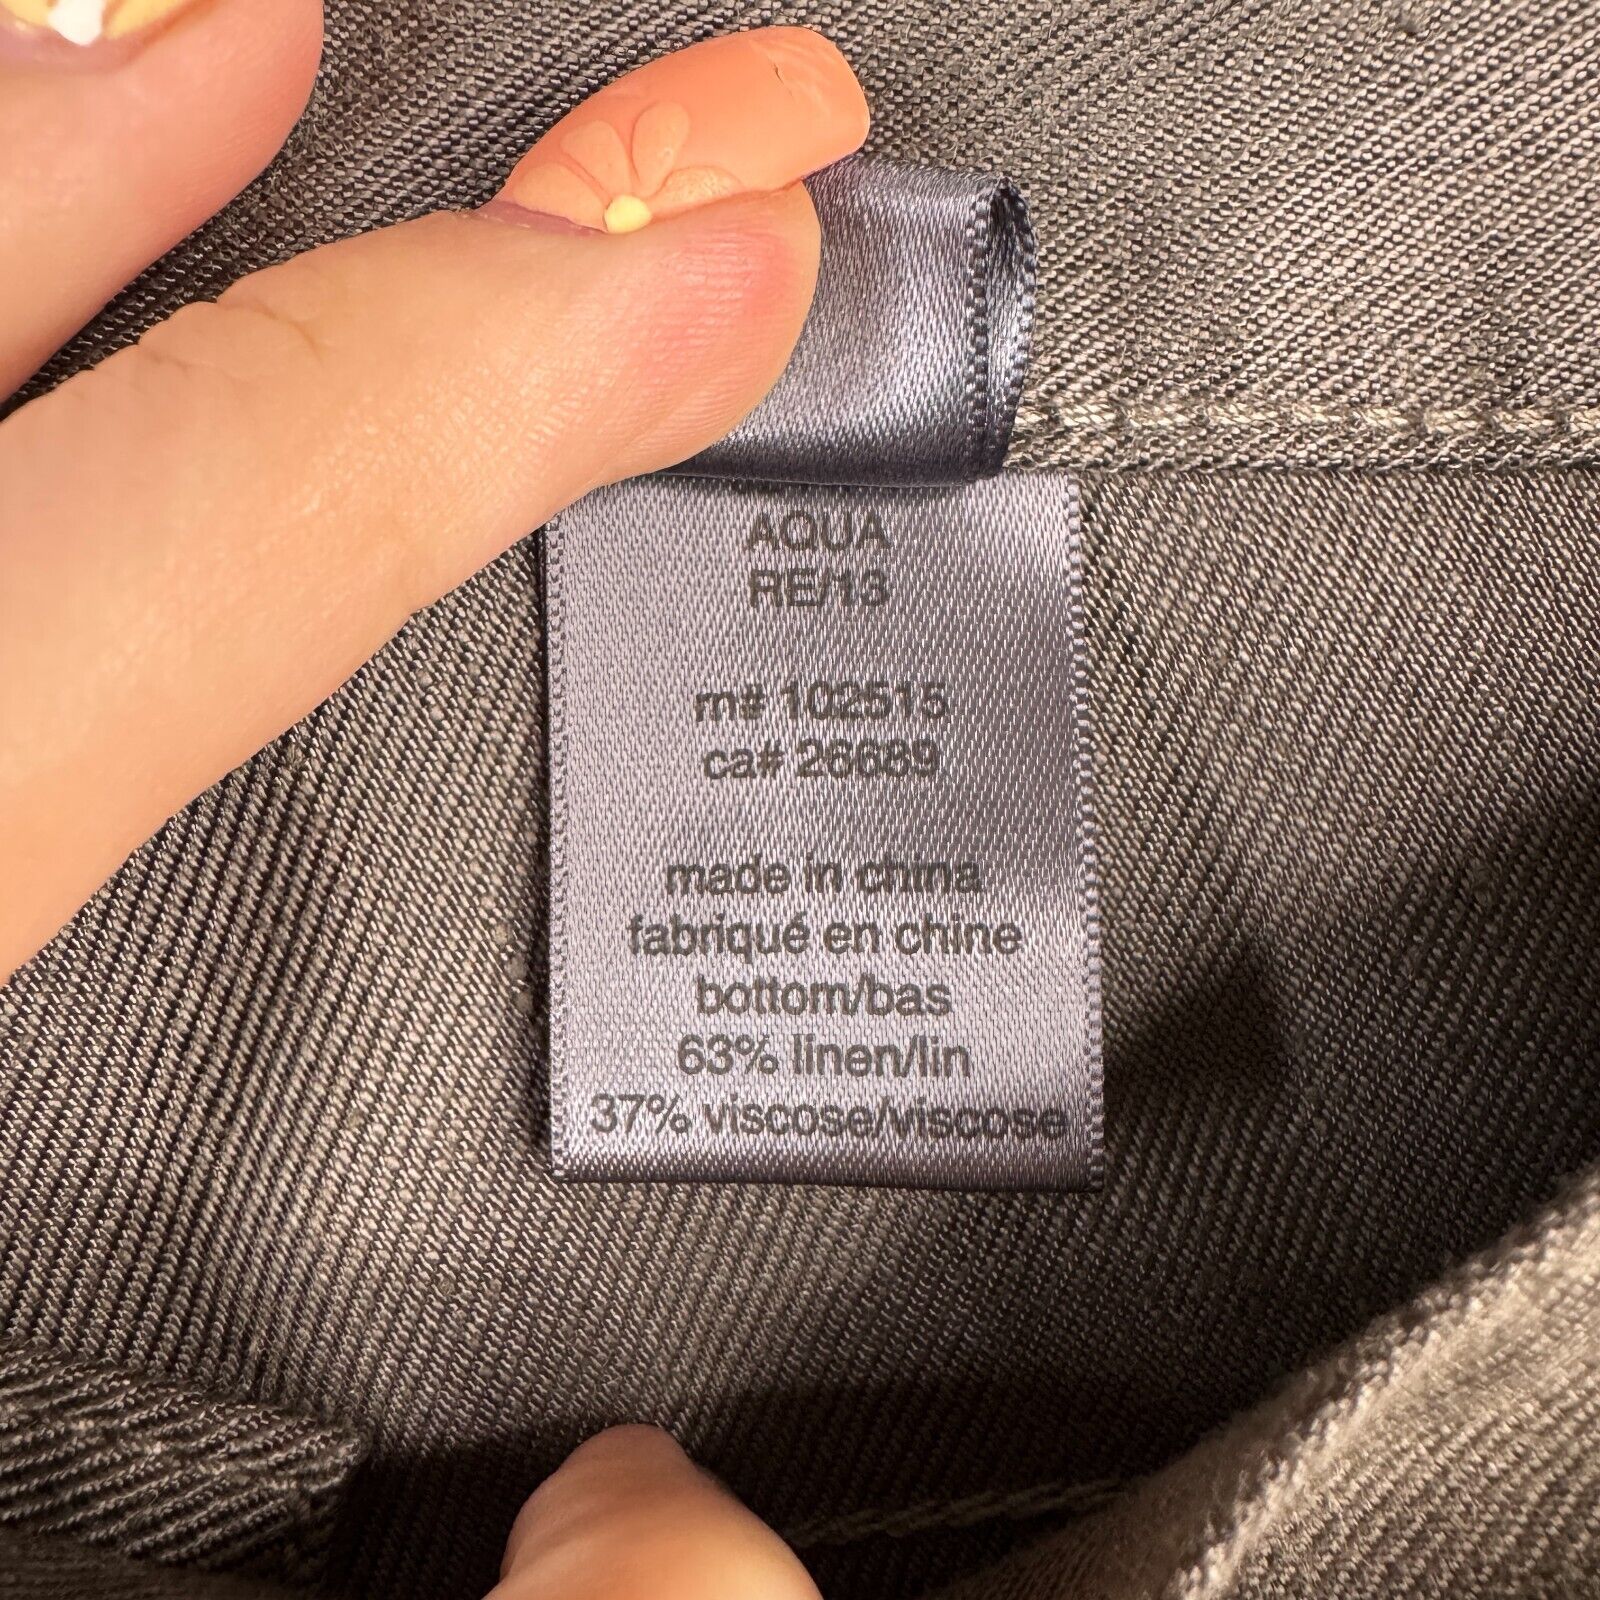 AQUA
RE/13
rn# 102515
ca# 26689
made in china
fabriqué en chine
bottom/bas
63% linen/lin
37% viscose/viscose